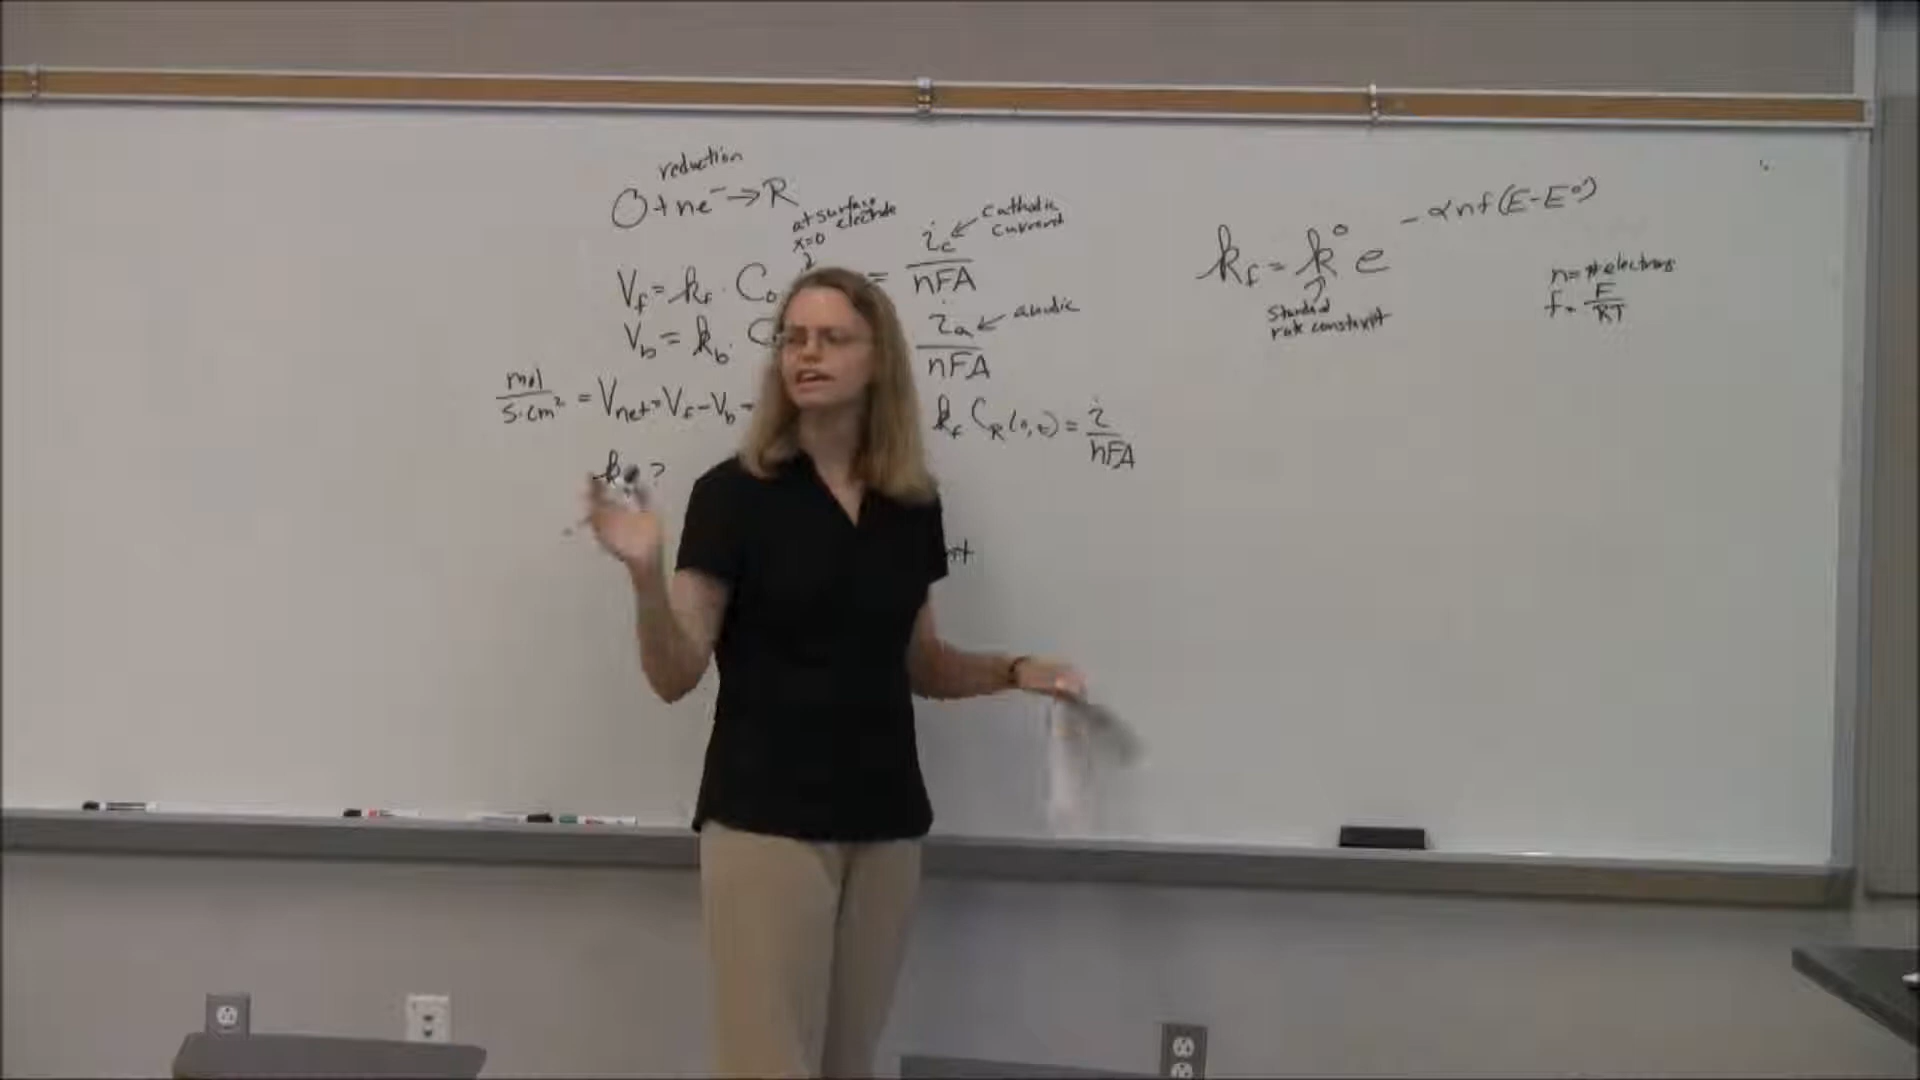 reduction
O + ne⁻ → R
at surface
electrode
x=0
V_f = k_f · C_O = i_c / nFA ← Cathodic Current
V_b = k_b · C = i_a / nFA ← anodic
mol / s·cm² = V_net = V_f - V_b = k_f C_R(0,t) = i / nFA
k ?
k_f = k⁰ e^{-αnf(E-E⁰')}
Standard
rate constant
n = # electrons
f = F / RT